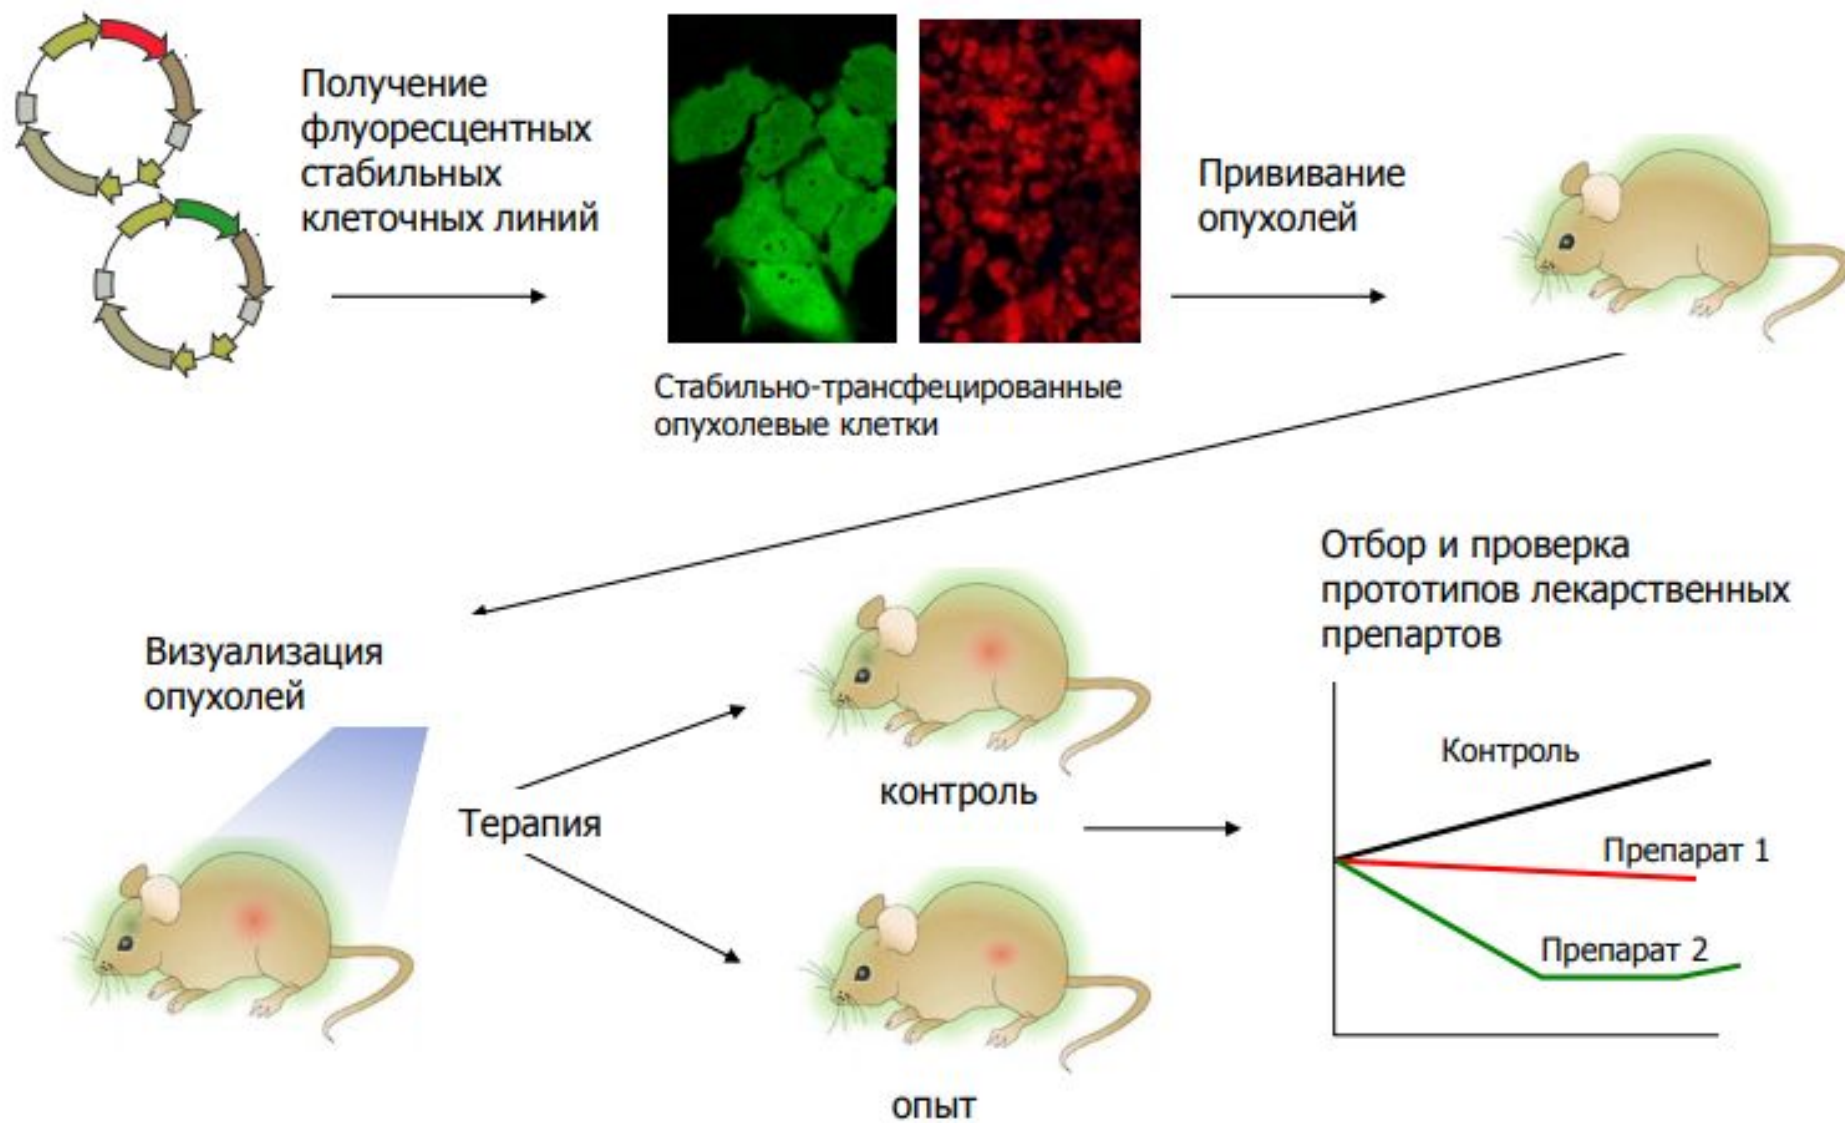 Получение
флуоресцентных
стабильных
клеточных линий
Прививание
опухолей
Стабильно-трансфецированные
опухолевые клетки
Визуализация
опухолей
Терапия
контроль
опыт
Отбор и проверка
прототипов лекарственных
препартов
Контроль
Препарат 1
Препарат 2